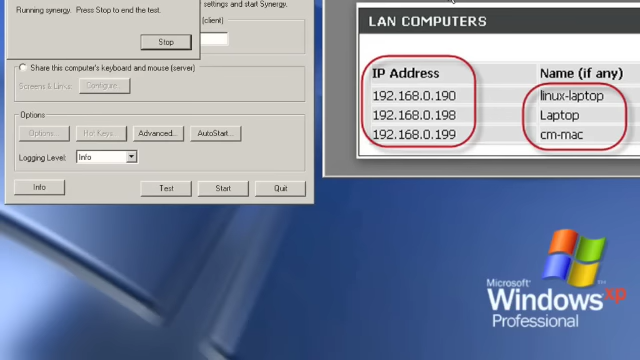 Running synergy. Press Stop to end the test.
Stop
settings and start Synergy.
(client)
Share this computer's keyboard and mouse (server)
Screens & Links:
Configure...
Options
Options...
Hot Keys...
Advanced...
AutoStart...
Logging Level:
Info
Info
Test
Start
Quit
LAN COMPUTERS
IP Address Name (if any)
192.168.0.190 linux-laptop
192.168.0.198 Laptop
192.168.0.199 cm-mac
Microsoft
Windows xp
Professional